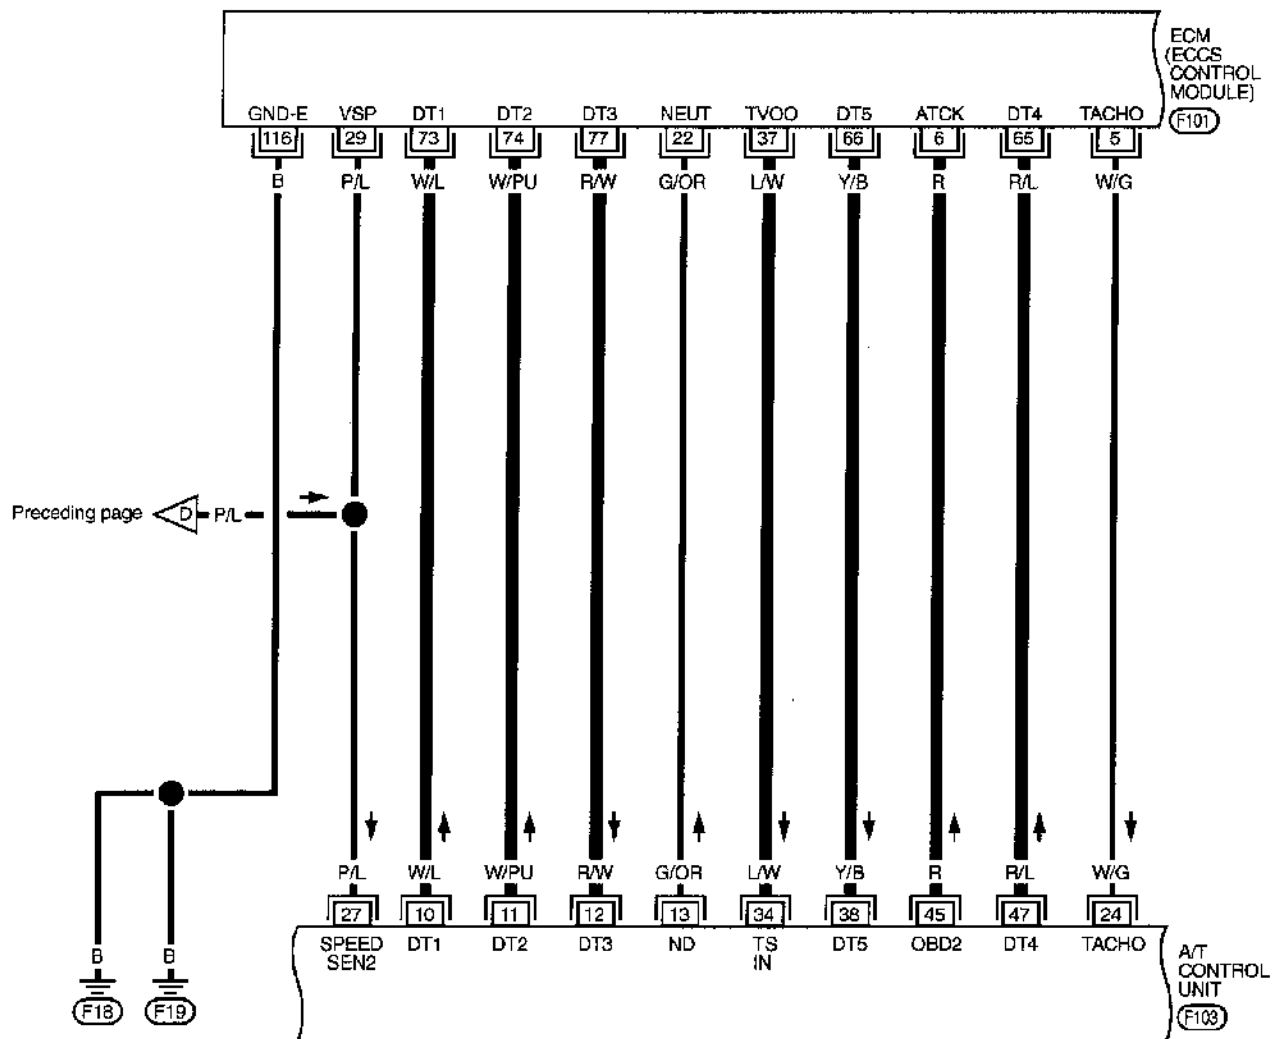 ECM
(ECCS
CONTROL
MODULE)
F101
GND-E VSP DT1 DT2 DT3 NEUT TVOO DT5 ATCK DT4 TACHO
116 29 73 74 77 22 37 66 6 65 5
B P/L W/L W/PU R/W G/OR L/W Y/B R R/L W/G
Preceding page D P/L
P/L W/L W/PU R/W G/OR L/W Y/B R R/L W/G
27 10 11 12 13 34 38 45 47 24
SPEED SEN2 DT1 DT2 DT3 ND TS IN DT5 OBD2 DT4 TACHO
B B
F18 F19
A/T
CONTROL
UNIT
F103